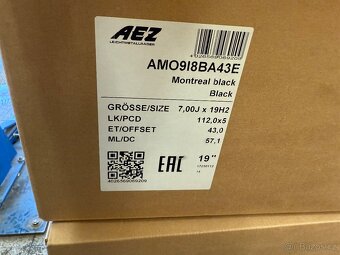 AEZ
LEICHTMETALLRÄDER
AMO9I8BA43E
Montreal black
Black
GRÖSSE/SIZE 7,00J x 19H2
LK/PCD 112,0x5
ET/OFFSET 43,0
ML/DC 57,1
EAC 19"
4026569089209